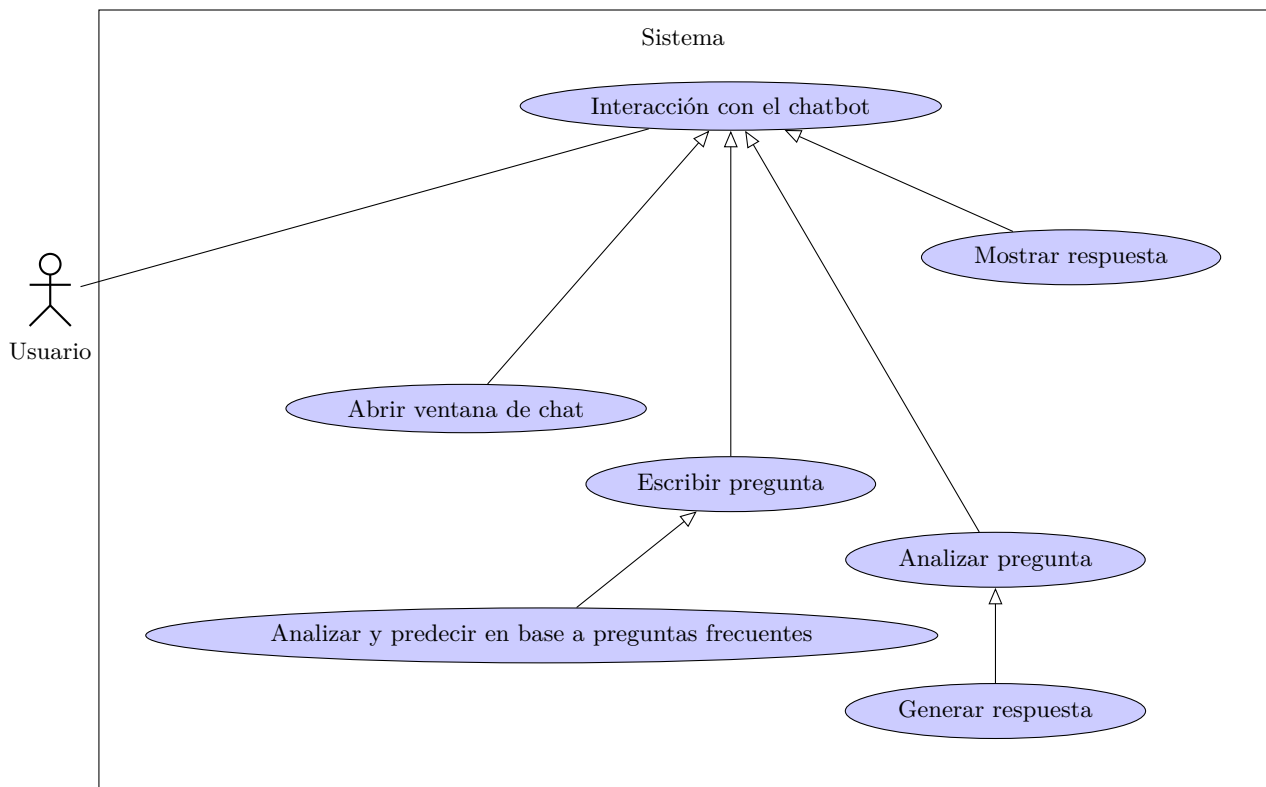 Sistema
Interacción con el chatbot
Mostrar respuesta
Usuario
Abrir ventana de chat
Escribir pregunta
Analizar pregunta
Analizar y predecir en base a preguntas frecuentes
Generar respuesta